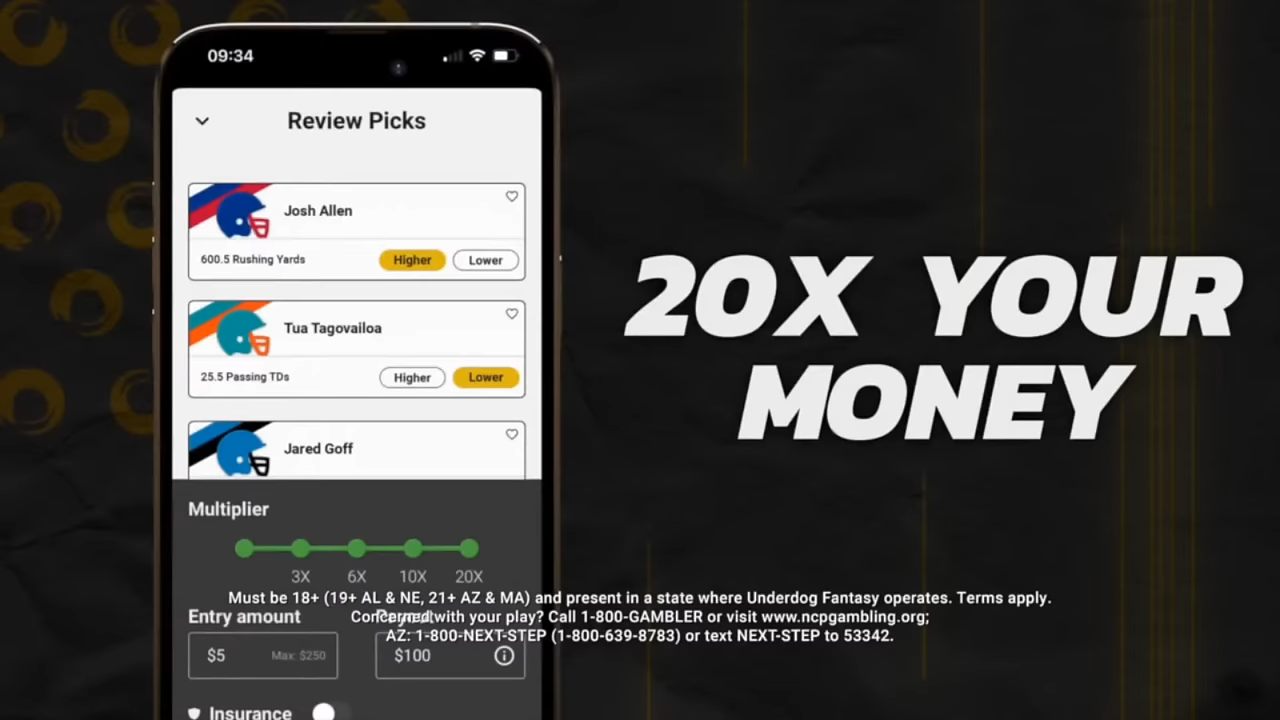 09:34
Review Picks
Josh Allen
600.5 Rushing Yards Higher Lower
Tua Tagovailoa
25.5 Passing TDs Higher Lower
Jared Goff
20X YOUR
MONEY
Multiplier
3X 6X 10X 20X
Must be 18+ (19+ AL & NE, 21+ AZ & MA) and present in a state where Underdog Fantasy operates. Terms apply.
Entry amount
Concerned with your play? Call 1-800-GAMBLER or visit www.ncpgambling.org;
AZ: 1-800-NEXT-STEP (1-800-639-8783) or text NEXT-STEP to 53342.
$5 Max: $250 $100
Insurance